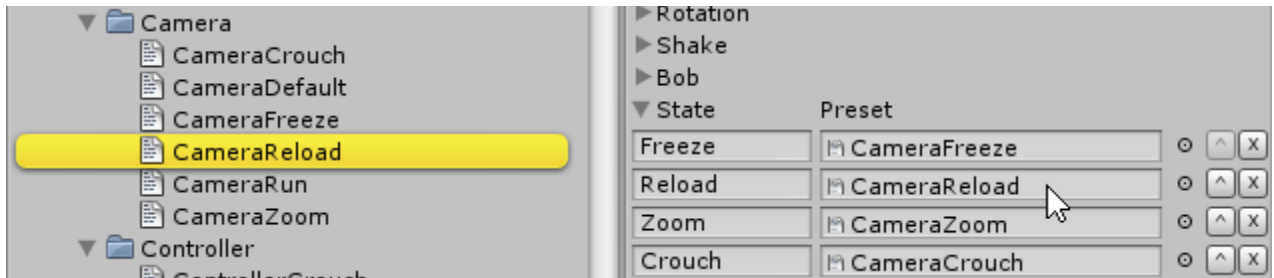 Camera
CameraCrouch
CameraDefault
CameraFreeze
CameraReload
CameraRun
CameraZoom
Controller
ControllerCrouch
Rotation
Shake
Bob
State Preset
Freeze CameraFreeze ^ X
Reload CameraReload ^ X
Zoom CameraZoom ^ X
Crouch CameraCrouch ^ X